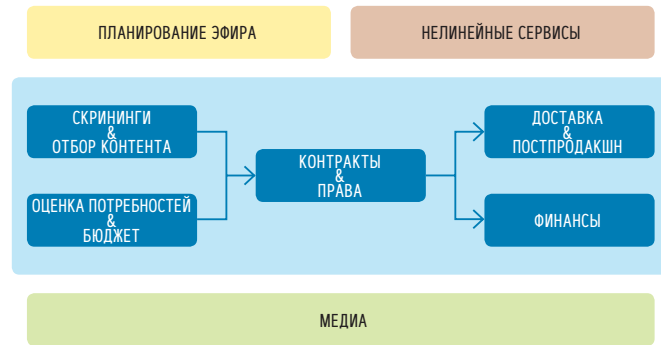 ПЛАНИРОВАНИЕ ЭФИРА
НЕЛИНЕЙНЫЕ СЕРВИСЫ
СКРИНИНГИ
&
ОТБОР КОНТЕНТА
ОЦЕНКА ПОТРЕБНОСТЕЙ
&
БЮДЖЕТ
КОНТРАКТЫ
&
ПРАВА
ДОСТАВКА
&
ПОСТПРОДАКШН
ФИНАНСЫ
МЕДИА